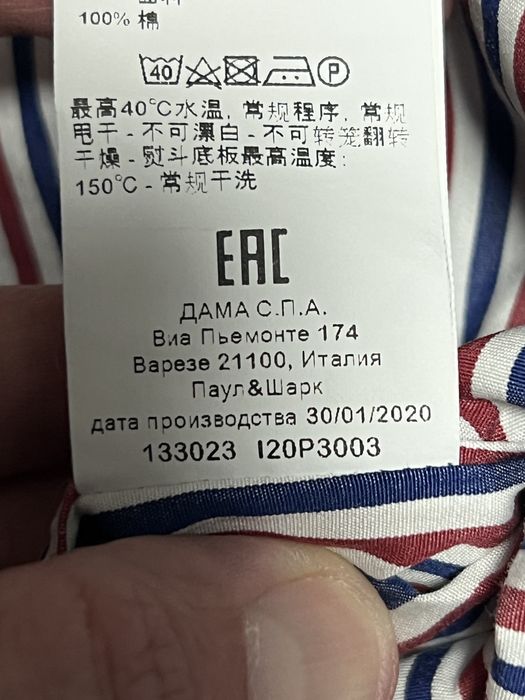 100% 棉
40 P
最高40°C水温, 常规程序, 常规
甩干 - 不可漂白 - 不可转笼翻转
干燥 - 熨斗底板最高温度:
150°C - 常规干洗
EAC
ДАМА С.П.А.
Виа Пьемонте 174
Варезе 21100, Италия
Паул&Шарк
дата производства 30/01/2020
133023 I20P3003